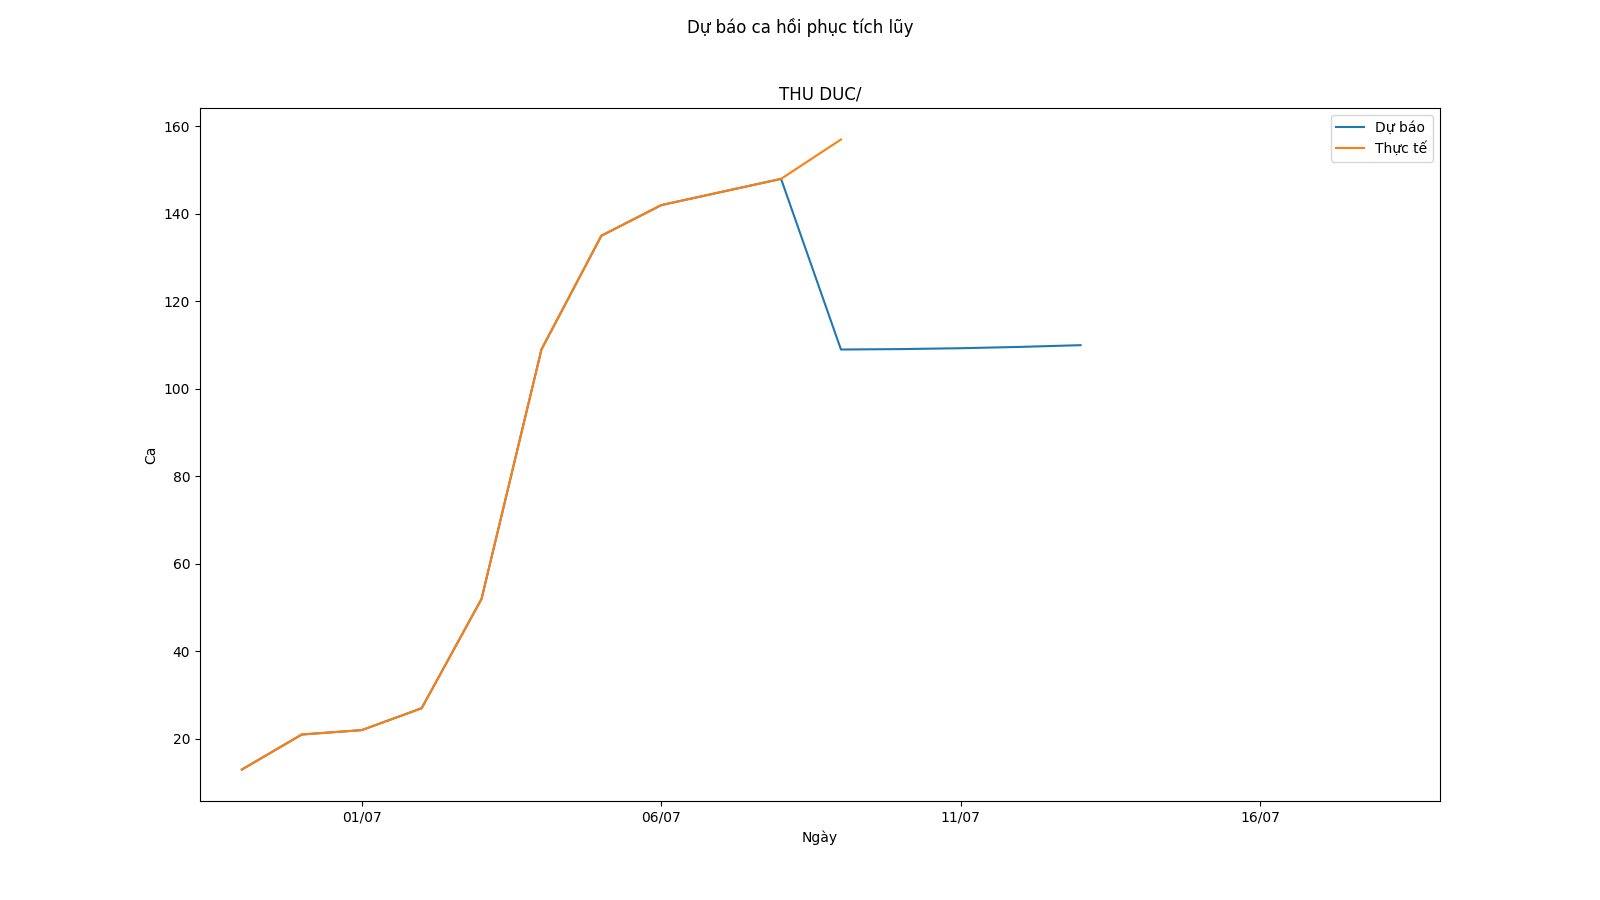 Dự báo ca hồi phục tích lũy
THU DUC/
Dự báo
Thực tế
160
140
120
100
80
60
40
20
Ca
01/07
06/07
11/07
16/07
Ngày